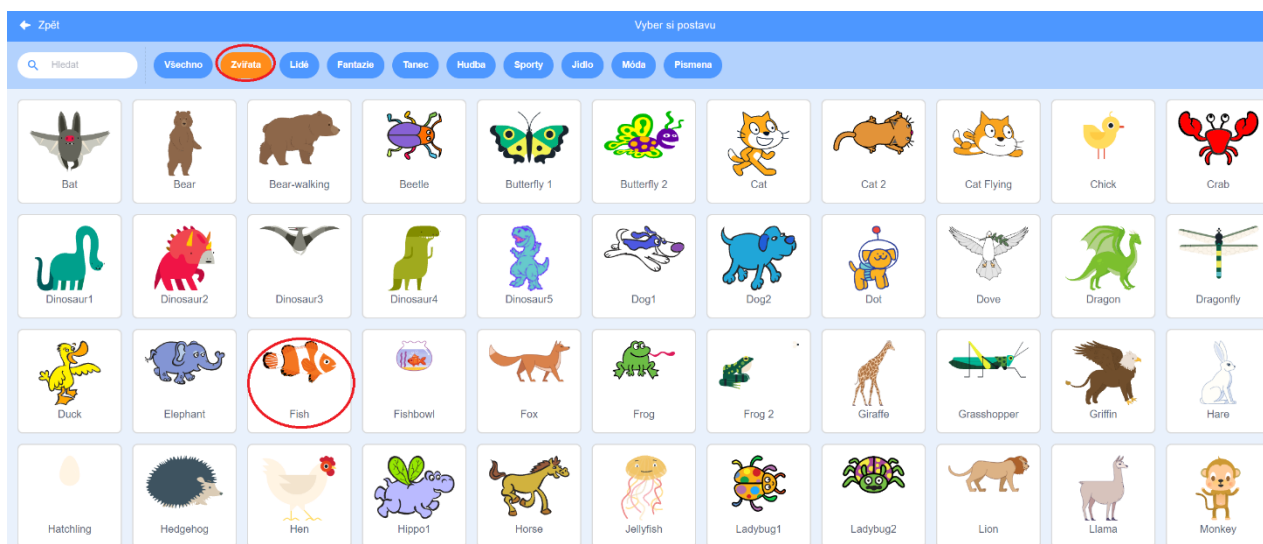 Zpět
Vyber si postavu
Hledat
Všechno Zvířata Lidé Fantazie Tanec Hudba Sporty Jídlo Móda Písmena
Bat Bear Bear-walking Beetle Butterfly 1 Butterfly 2 Cat Cat 2 Cat Flying Chick Crab
Dinosaur1 Dinosaur2 Dinosaur3 Dinosaur4 Dinosaur5 Dog1 Dog2 Dot Dove Dragon Dragonfly
Duck Elephant Fish Fishbowl Fox Frog Frog 2 Giraffe Grasshopper Griffin Hare
Hatchling Hedgehog Hen Hippo1 Horse Jellyfish Ladybug1 Ladybug2 Lion Llama Monkey